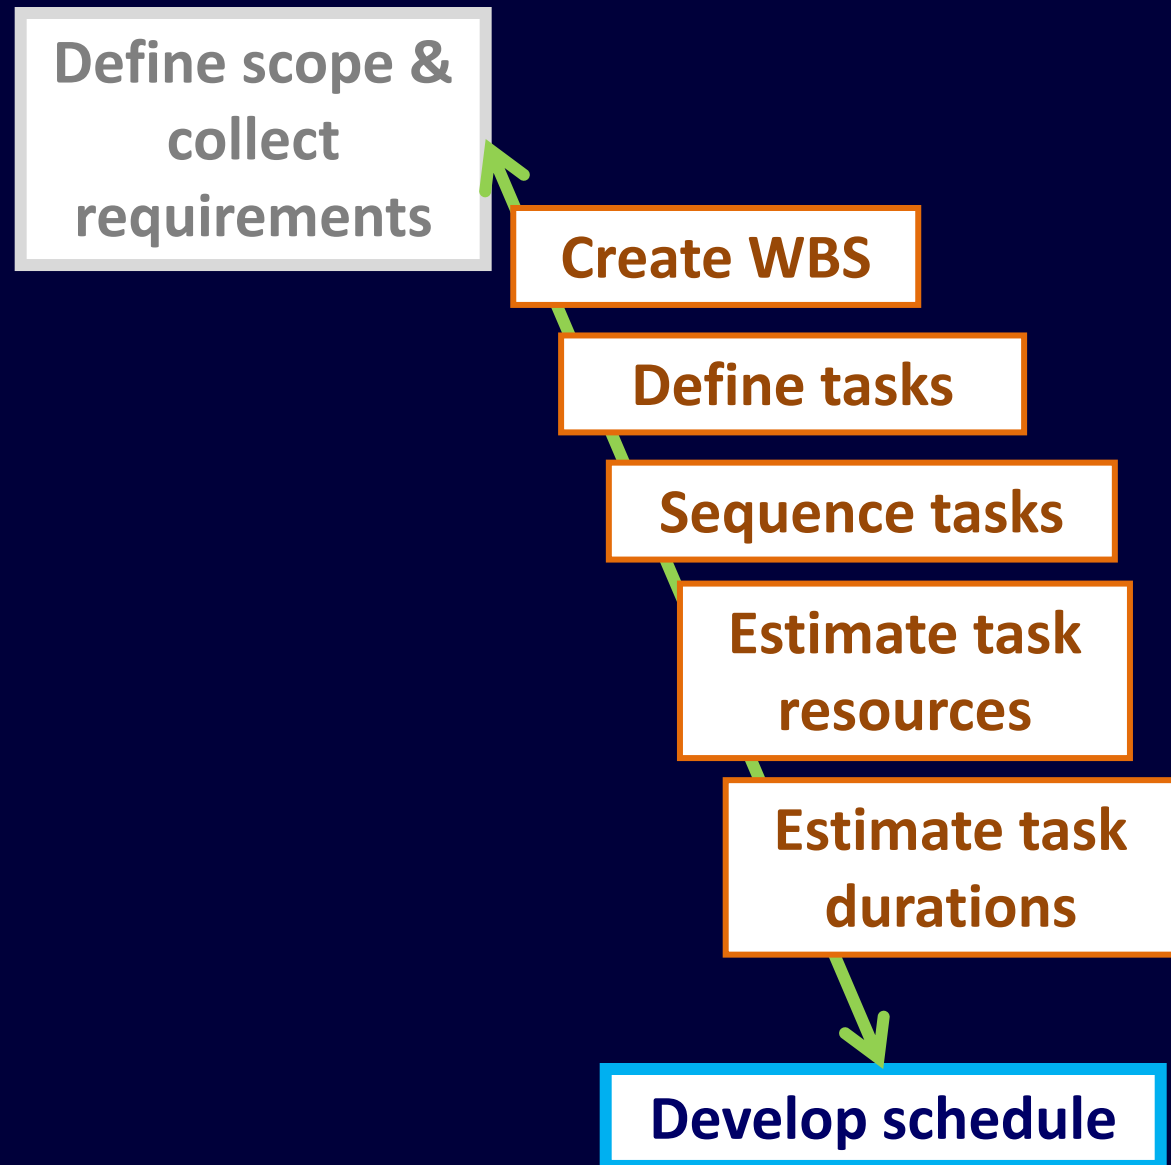 Define scope &
collect
requirements
Create WBS
Define tasks
Sequence tasks
Estimate task
resources
Estimate task
durations
Develop schedule